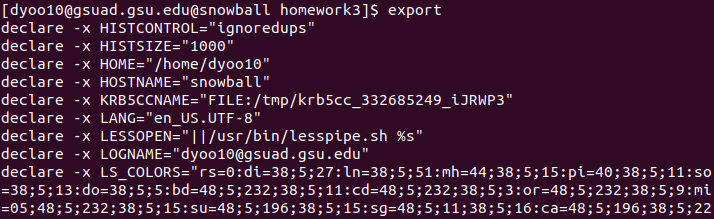 [dyoo10@gsuad.gsu.edu@snowball homework3]$ export
declare -x HISTCONTROL="ignoredups"
declare -x HISTSIZE="1000"
declare -x HOME="/home/dyoo10"
declare -x HOSTNAME="snowball"
declare -x KRB5CCNAME="FILE:/tmp/krb5cc_332685249_iJRWP3"
declare -x LANG="en_US.UTF-8"
declare -x LESSOPEN="||/usr/bin/lesspipe.sh %s"
declare -x LOGNAME="dyoo10@gsuad.gsu.edu"
declare -x LS_COLORS="rs=0:di=38;5;27:ln=38;5;51:mh=44;38;5;15:pi=40;38;5;11:so
=38;5;13:do=38;5;5:bd=48;5;232;38;5;11:cd=48;5;232;38;5;3:or=48;5;232;38;5;9:mi
=05;48;5;232;38;5;15:su=48;5;196;38;5;15:sg=48;5;11;38;5;16:ca=48;5;196;38;5;22